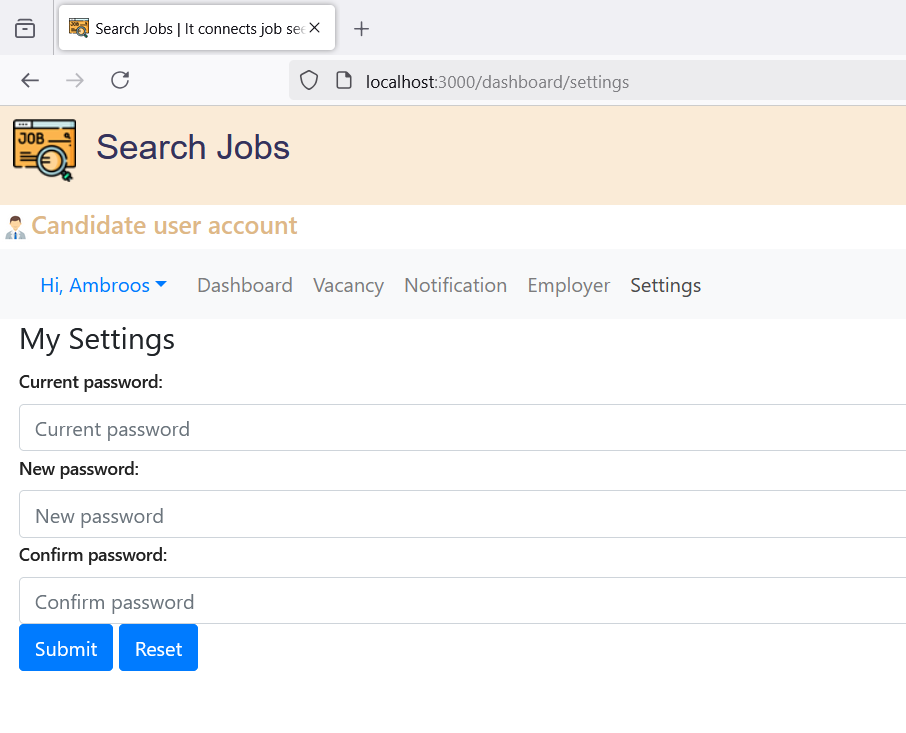 Search Jobs | It connects job see
localhost:3000/dashboard/settings
JOB
Search Jobs
Candidate user account
Hi, Ambroos Dashboard Vacancy Notification Employer Settings
My Settings
Current password:
Current password
New password:
New password
Confirm password:
Confirm password
Submit Reset